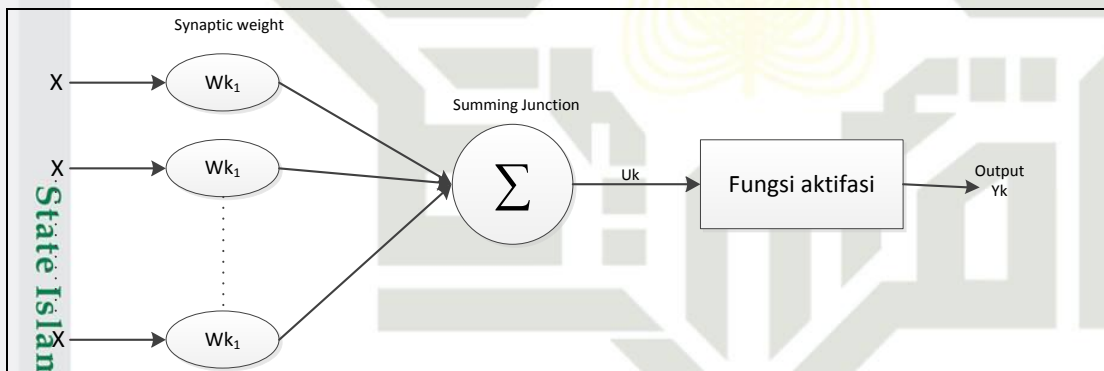 Synaptic weight
X
Wk₁
Summing Junction
X
Wk₁
∑
Uk
Fungsi aktifasi
Output
Yk
X
Wk₁
State Islam